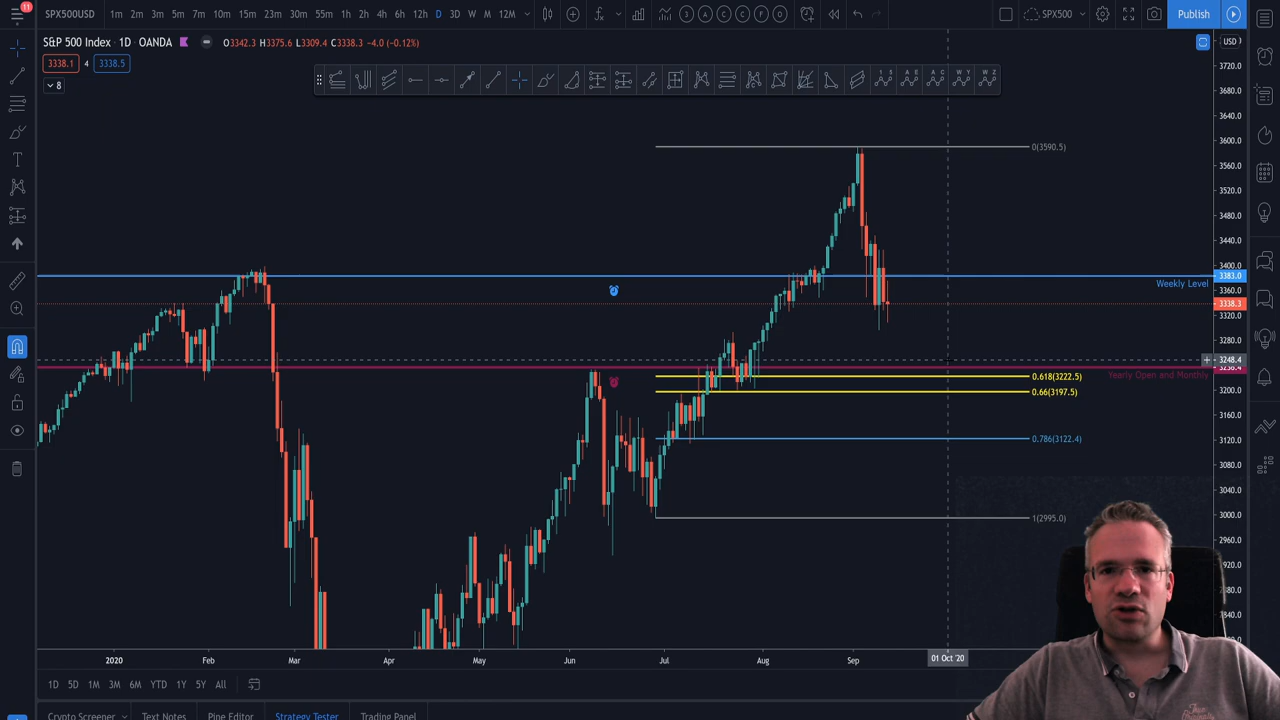 11
SPX500USD 1m 2m 3m 5m 7m 10m 15m 23m 30m 55m 1h 2h 4h 6h 12h D 3D W M 12M
SPX500
Publish
S&P 500 Index · 1D OANDA O3342.3 H3375.6 L3309.4 C3338.3 −4.0 (−0.12%)
USD
3338.1 4 3338.5
8
3720.0
3680.0
3640.0
3600.0
3560.0
3520.0
3480.0
3440.0
3400.0
3383.0
3360.0
3338.3
3320.0
3280.0
3248.4
3200.0
3160.0
3120.0
3080.0
3040.0
3000.0
2960.0
0(3590.5)
Weekly Level
Yearly Open and Monthly
0.618(3222.5)
0.66(3197.5)
0.786(3122.4)
1(2995.0)
2020 Feb Mar Apr May Jun Jul Aug Sep 01 Oct '20
1D 5D 1M 3M 6M YTD 1Y 5Y All
Crypto Screener Text Notes Pine Editor Strategy Tester Trading Panel